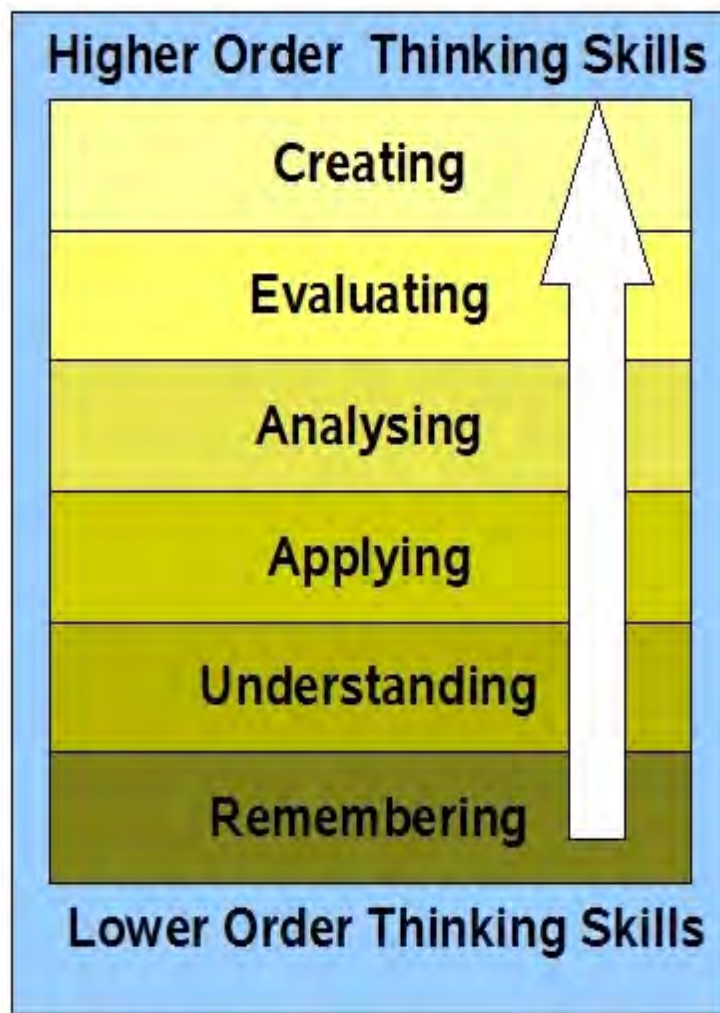 Higher Order Thinking Skills
Creating
Evaluating
Analysing
Applying
Understanding
Remembering
Lower Order Thinking Skills